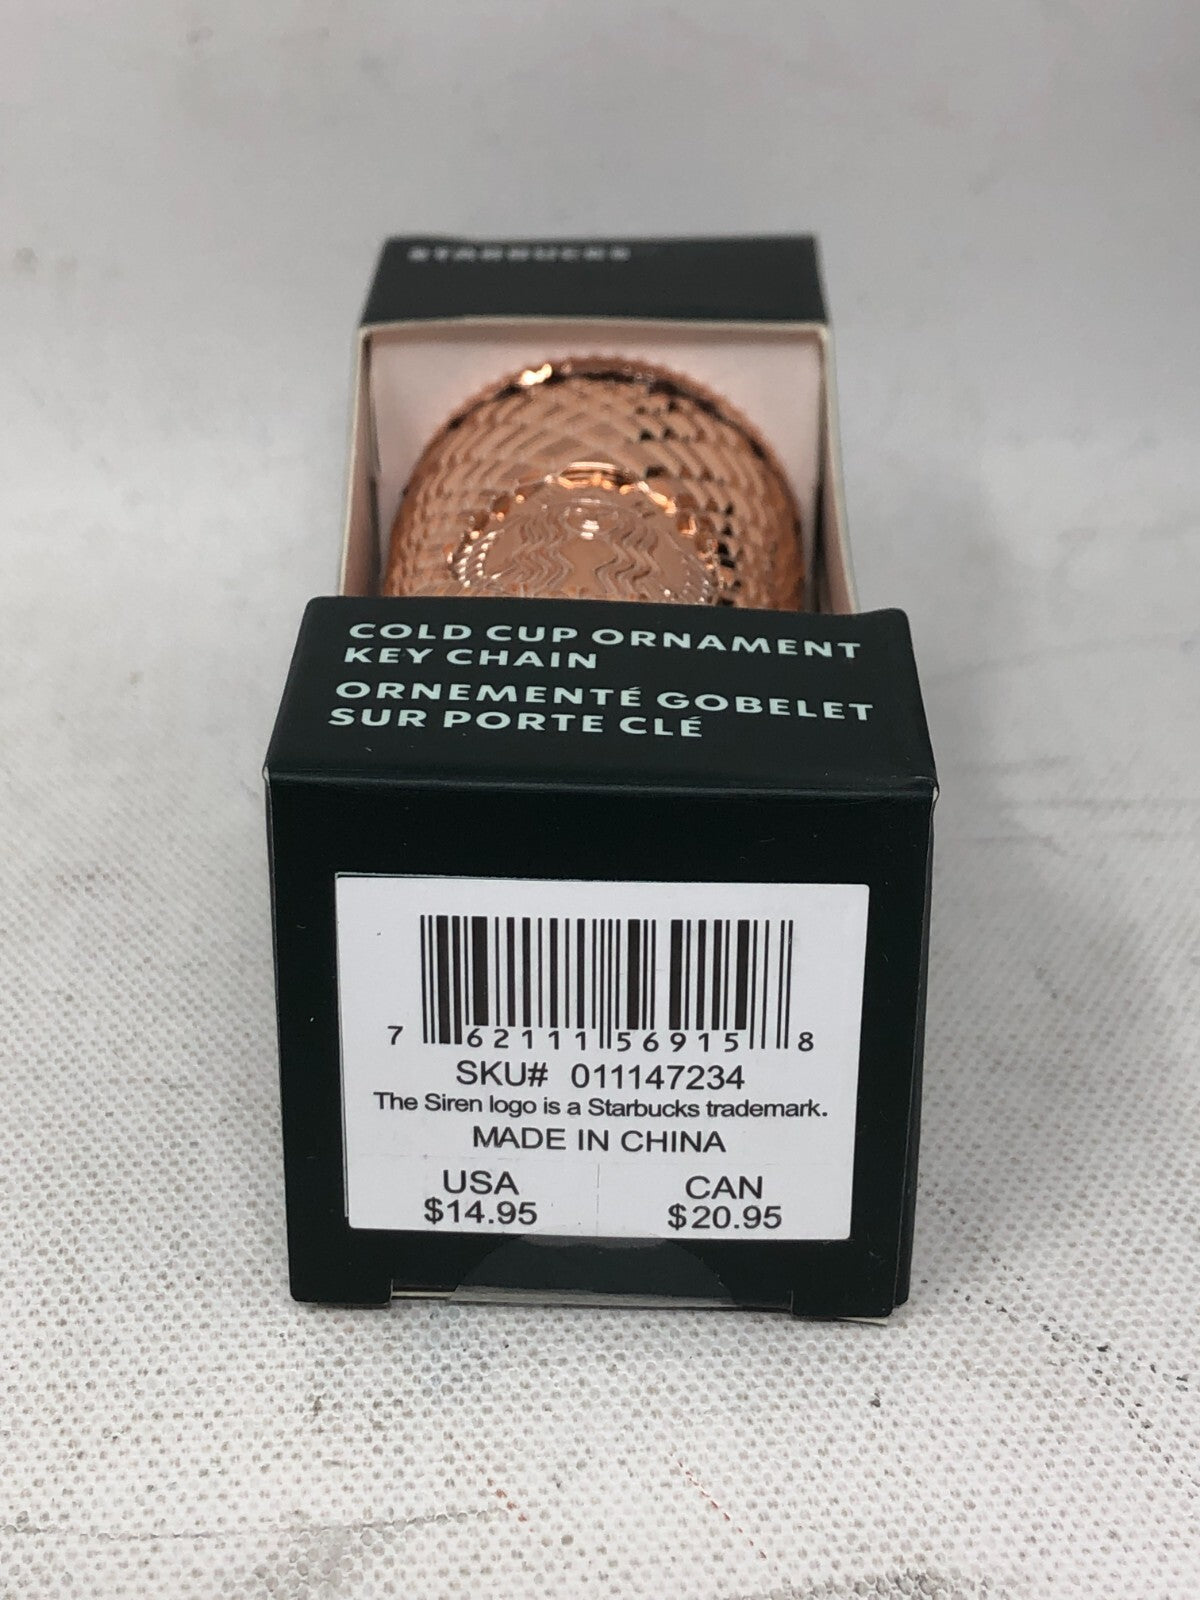 STARBUCKS
COLD CUP ORNAMENT
KEY CHAIN
ORNEMENTÉ GOBELET
SUR PORTE CLÉ
7 62111 56915 8
SKU# 011147234
The Siren logo is a Starbucks trademark.
MADE IN CHINA
USA CAN
$14.95 $20.95